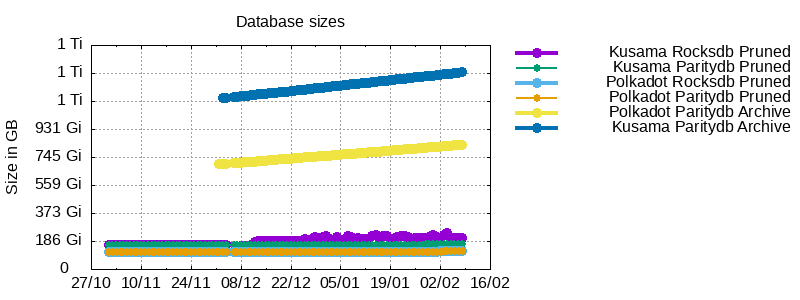 Database sizes
Kusama Rocksdb Pruned
Kusama Paritydb Pruned
Polkadot Rocksdb Pruned
Polkadot Paritydb Pruned
Polkadot Paritydb Archive
Kusama Paritydb Archive
Size in GB
1 Ti
1 Ti
1 Ti
931 Gi
745 Gi
559 Gi
373 Gi
186 Gi
0
27/10 10/11 24/11 08/12 22/12 05/01 19/01 02/02 16/02